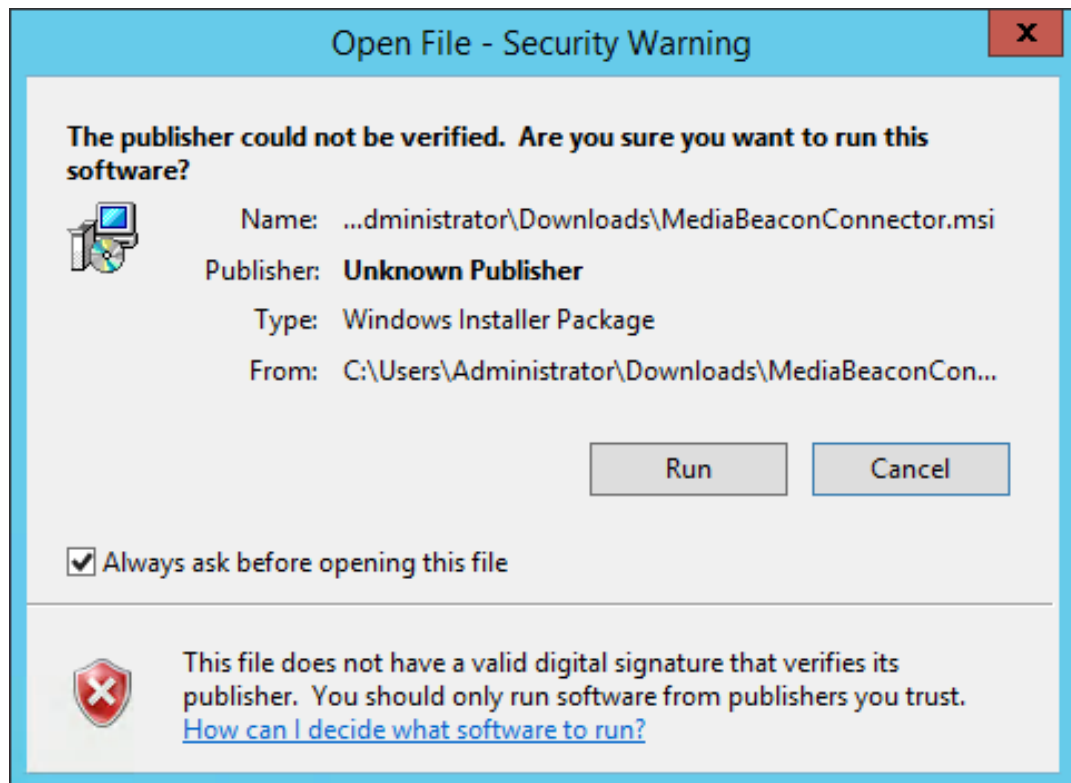 Open File - Security Warning
x
The publisher could not be verified.  Are you sure you want to run this
software?
Name: ...dministrator\Downloads\MediaBeaconConnector.msi
Publisher: Unknown Publisher
Type: Windows Installer Package
From: C:\Users\Administrator\Downloads\MediaBeaconCon...
Run Cancel
Always ask before opening this file
This file does not have a valid digital signature that verifies its
publisher.  You should only run software from publishers you trust.
How can I decide what software to run?